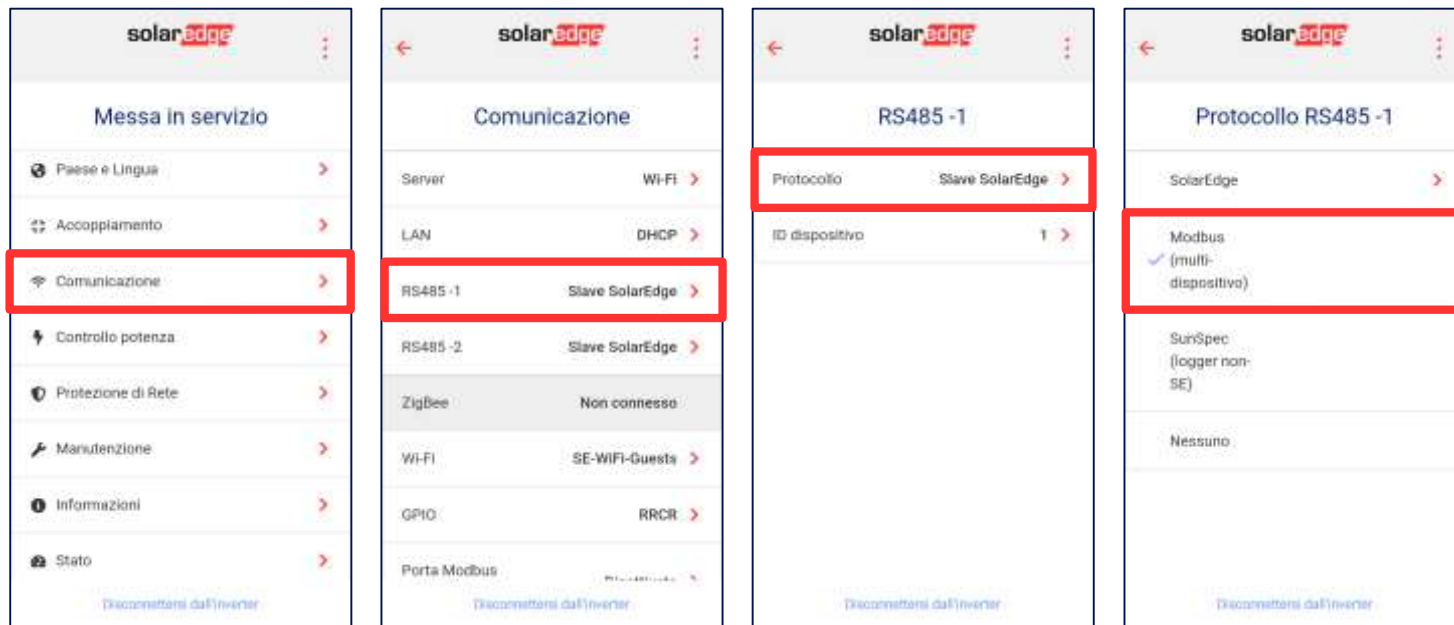 solaredge
Messa in servizio
Paese e Lingua
Accoppiamento
Comunicazione
Controllo potenza
Protezione di Rete
Manutenzione
Informazioni
Stato
Disconnettersi dall'inverter
solaredge
Comunicazione
Server Wi-Fi
LAN DHCP
RS485 -1 Slave SolarEdge
RS485 -2 Slave SolarEdge
ZigBee Non connesso
Wi-Fi SE-WiFi-Guests
GPIO RRCR
Porta Modbus
Disconnettersi dall'inverter
solaredge
RS485 -1
Protocollo Slave SolarEdge
ID dispositivo 1
Disconnettersi dall'inverter
solaredge
Protocollo RS485 -1
SolarEdge
Modbus
(multi-
dispositivo)
SunSpec
(logger non-
SE)
Nessuno
Disconnettersi dall'inverter